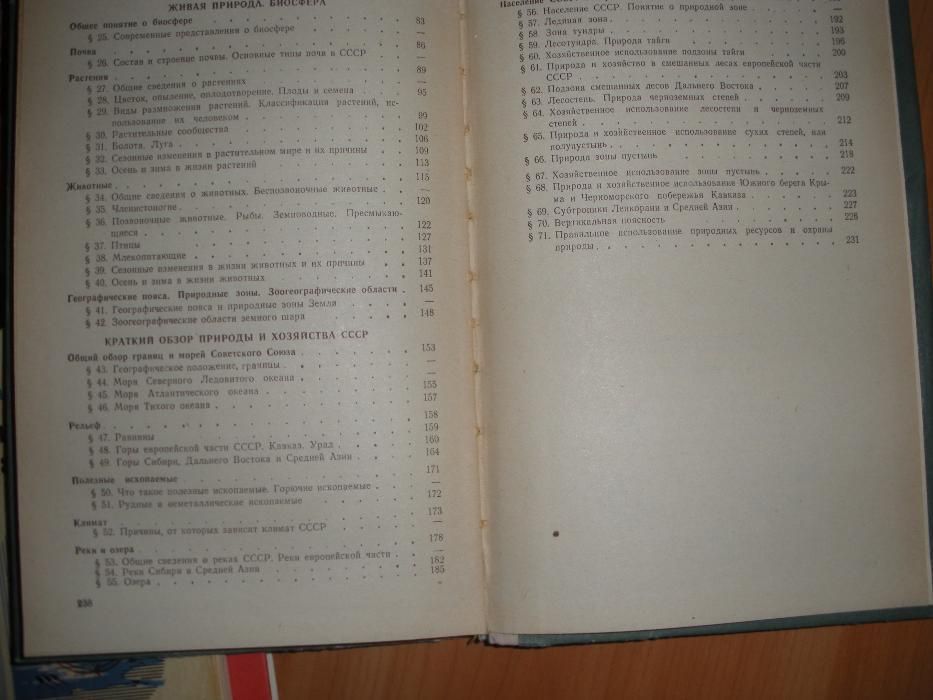 ЖИВАЯ ПРИРОДА. БИОСФЕРА
Общее понятие о биосфере . . . . . . . . . . 83
§ 25. Современные представления о биосфере . . . . —
Почва . . . . . . . . . . 86
§ 26. Состав и строение почвы. Основные типы почв в СССР —
Растения . . . . . . . . . . 89
§ 27. Общие сведения о растениях . . . . —
§ 28. Цветок, опыление, оплодотворение. Плоды и семена . 95
§ 29. Виды размножения растений. Классификация растений, ис-
пользование их человеком . . . . 99
§ 30. Растительные сообщества . . . . 102
§ 31. Болота. Луга . . . . 106
§ 32. Сезонные изменения в растительном мире и их причины . 109
§ 33. Осень и зима в жизни растений . . . . 113
Животные . . . . . . . . . . 115
§ 34. Общие сведения о животных. Беспозвоночные животные . —
§ 35. Членистоногие . . . . 120
§ 36. Позвоночные животные. Рыбы. Земноводные. Пресмыкаю-
щиеся . . . . 122
§ 37. Птицы . . . . 127
§ 38. Млекопитающие . . . . 131
§ 39. Сезонные изменения в жизни животных и их причины . 137
§ 40. Осень и зима в жизни животных . . . . 141
Географические пояса. Природные зоны. Зоогеографические области . 145
§ 41. Географические пояса и природные зоны Земли . . . —
§ 42. Зоогеографические области земного шара . . . . 148
КРАТКИЙ ОБЗОР ПРИРОДЫ И ХОЗЯЙСТВА СССР
Общий обзор границ и морей Советского Союза . . . . 153
§ 43. Географическое положение, границы . . . . —
§ 44. Моря Северного Ледовитого океана . . . . —
§ 45. Моря Атлантического океана . . . . 155
§ 46. Моря Тихого океана . . . . 157
Рельеф . . . . . . . . . . 158
§ 47. Равнины . . . . 159
§ 48. Горы европейской части СССР. Кавказ. Урал . . . . 160
§ 49. Горы Сибири, Дальнего Востока и Средней Азии . . . 164
Полезные ископаемые . . . . 171
§ 50. Что такое полезные ископаемые. Горючие ископаемые . . —
§ 51. Рудные и неметаллические ископаемые . . . . 172
Климат . . . . . . . . . . 173
§ 52. Причины, от которых зависит климат СССР . . . . —
Реки и озера . . . . . . . . . . 178
§ 53. Общие сведения о реках СССР. Реки европейской части . . —
§ 54. Реки Сибири и Средней Азии . . . . 182
§ 55. Озера . . . . 185
238
§ 56. Население СССР. Понятие о природной зоне . . . . —
§ 57. Ледяная зона . . . . 192
§ 58. Зона тундры . . . . 193
§ 59. Лесотундра. Природа тайги . . . . 196
§ 60. Хозяйственное использование подзоны тайги . . . . 200
§ 61. Природа и хозяйство в смешанных лесах европейской части
СССР . . . . 203
§ 62. Подзона смешанных лесов Дальнего Востока . . . . 207
§ 63. Лесостепь. Природа черноземных степей . . . . 209
§ 64. Хозяйственное использование лесостепи и черноземных
степей . . . . 212
§ 65. Природа и хозяйственное использование сухих степей, или
полупустынь . . . . 214
§ 66. Природа зоны пустынь . . . . 218
§ 67. Хозяйственное использование зоны пустынь . . . . 222
§ 68. Природа и хозяйственное использование Южного берега Кры-
ма и Черноморского побережья Кавказа . . . . 223
§ 69. Субтропики Ленкорани и Средней Азии . . . . 227
§ 70. Вертикальная поясность . . . . 228
§ 71. Правильное использование природных ресурсов и охраны
природы . . . . 231